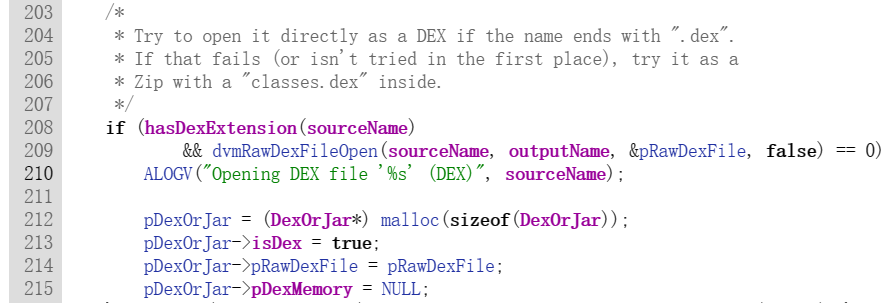 203 /*
204 * Try to open it directly as a DEX if the name ends with ".dex".
205 * If that fails (or isn't tried in the first place), try it as a
206 * Zip with a "classes.dex" inside.
207 */
208 if (hasDexExtension(sourceName)
209 && dvmRawDexFileOpen(sourceName, outputName, &pRawDexFile, false) == 0)
210 ALOGV("Opening DEX file '%s' (DEX)", sourceName);
211
212 pDexOrJar = (DexOrJar*) malloc(sizeof(DexOrJar));
213 pDexOrJar->isDex = true;
214 pDexOrJar->pRawDexFile = pRawDexFile;
215 pDexOrJar->pDexMemory = NULL;